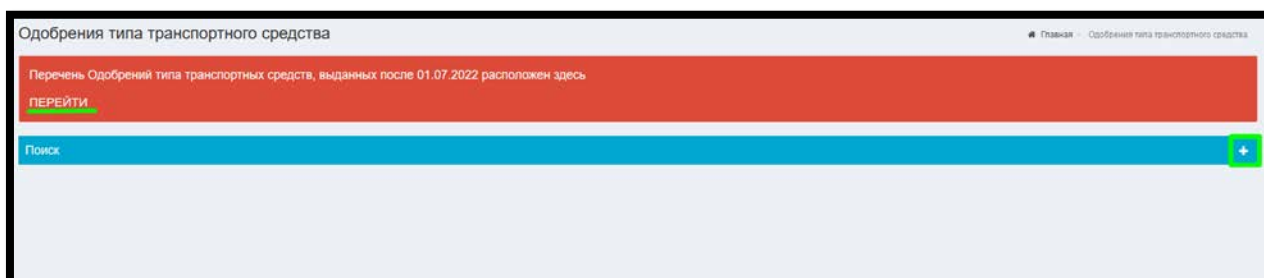 Одобрения типа транспортного средства
Главная - Одобрения типа транспортного средства
Перечень Одобрений типа транспортных средств, выданных после 01.07.2022 расположен здесь
ПЕРЕЙТИ
Поиск